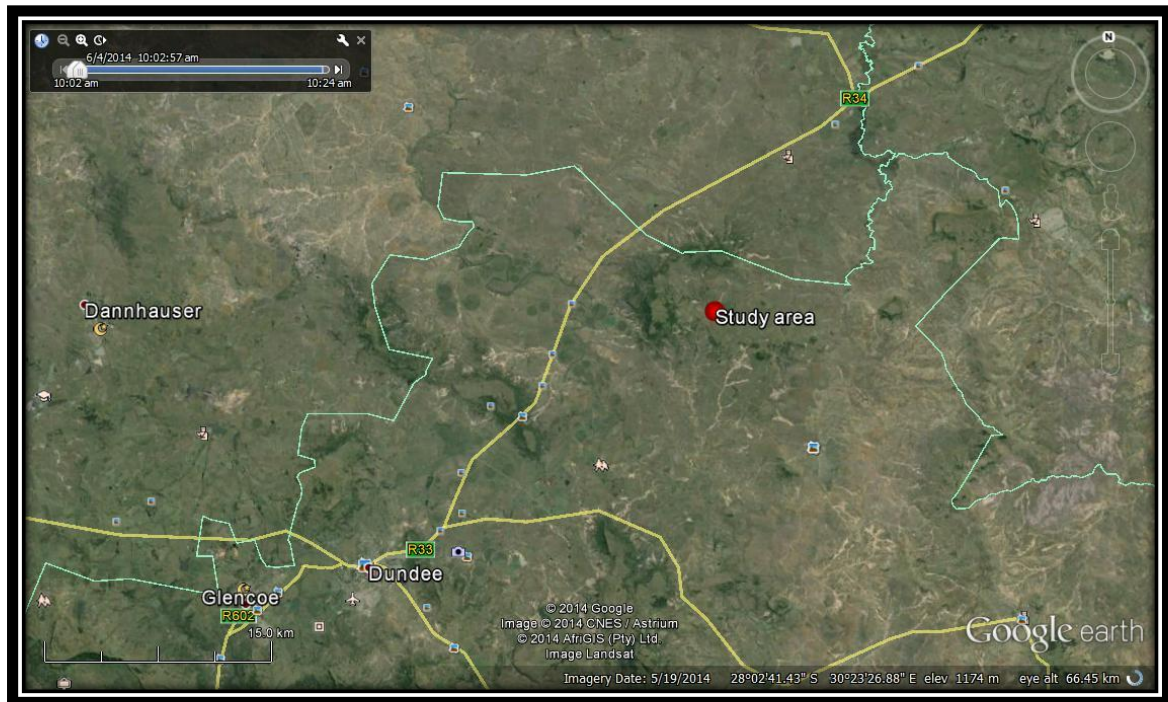 6/4/2014 10:02:57 am
10:02 am
10:24 am
N
R34
Dannhauser
Study area
R33
Dundee
Glencoe
R602
15.0 km
© 2014 Google
Image © 2014 CNES / Astrium
© 2014 AfriGIS (Pty) Ltd.
Image Landsat
Google earth
Imagery Date: 5/19/2014 28°02'41.43" S 30°23'26.88" E elev 1174 m eye alt 66.45 km